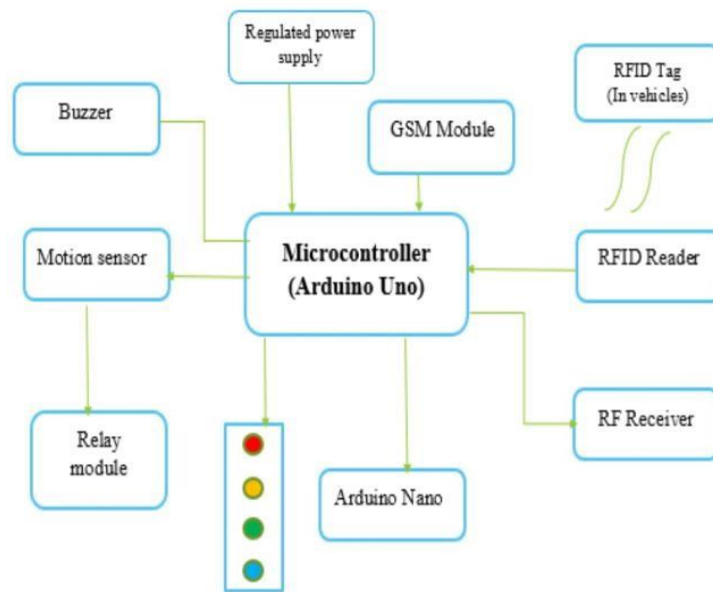 Regulated power
supply
Buzzer
GSM Module
RFID Tag
(In vehicles)
Motion sensor
Microcontroller
(Arduino Uno)
RFID Reader
Relay
module
Arduino Nano
RF Receiver